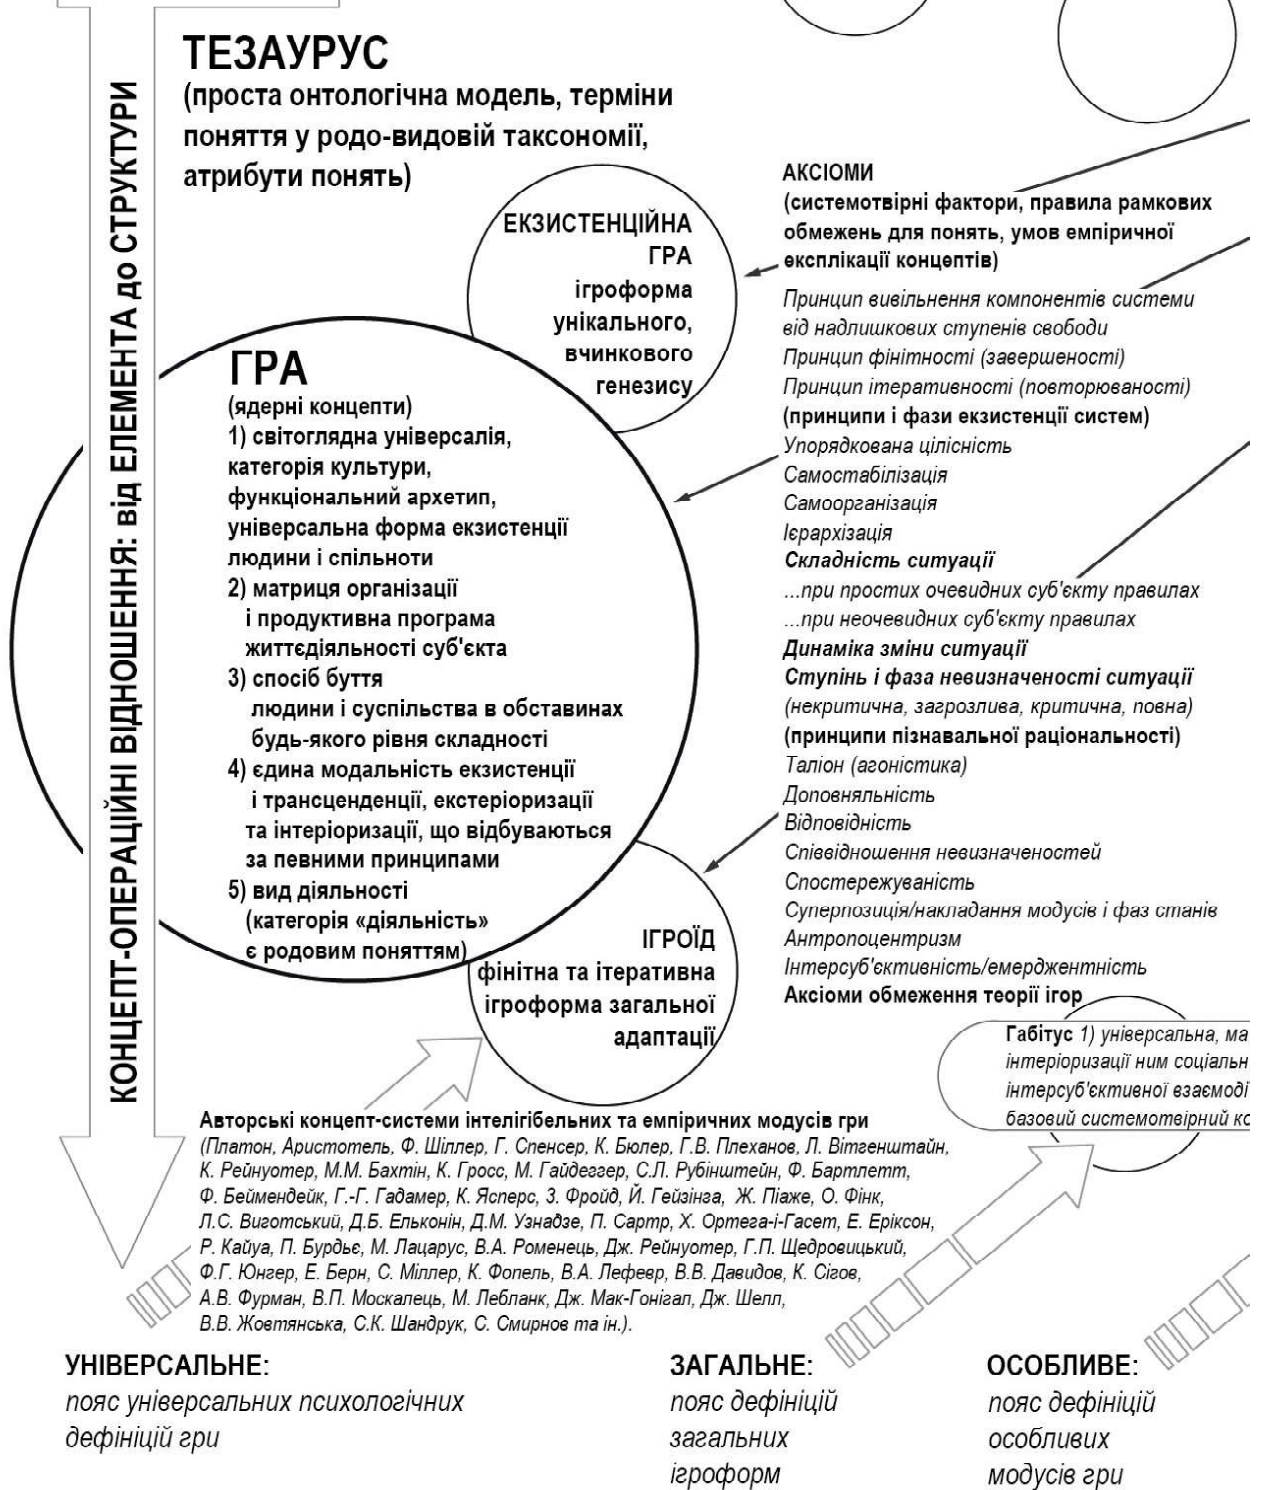 КОНЦЕПТ-ОПЕРАЦІЙНІ ВІДНОШЕННЯ: від ЕЛЕМЕНТА до СТРУКТУРИ
ТЕЗАУРУС
(проста онтологічна модель, терміни
поняття у родо-видовій таксономії,
атрибути понять)
ЕКЗИСТЕНЦІЙНА
ГРА
ігроформа
унікального,
вчинкового
генезису
ГРА
(ядерні концепти)
1) світоглядна універсалія,
категорія культури,
функціональний архетип,
універсальна форма екзистенції
людини і спільноти
2) матриця організації
і продуктивна програма
життєдіяльності суб'єкта
3) спосіб буття
людини і суспільства в обставинах
будь-якого рівня складності
4) єдина модальність екзистенції
і трансценденції, екстеріоризації
та інтеріоризації, що відбуваються
за певними принципами
5) вид діяльності
(категорія «діяльність»
є родовим поняттям)
ІГРОЇД
фінітна та ітеративна
ігроформа загальної
адаптації
АКСІОМИ
(системотвірні фактори, правила рамкових
обмежень для понять, умов емпіричної
експлікації концептів)
Принцип вивільнення компонентів системи
від надлишкових ступенів свободи
Принцип фінітності (завершеності)
Принцип ітеративності (повторюваності)
(принципи і фази екзистенції систем)
Упорядкована цілісність
Самостабілізація
Самоорганізація
Ієрархізація
Складність ситуації
...при простих очевидних суб'єкту правилах
...при неочевидних суб'єкту правилах
Динаміка зміни ситуації
Ступінь і фаза невизначеності ситуації
(некритична, загрозлива, критична, повна)
(принципи пізнавальної раціональності)
Таліон (агоністика)
Доповняльність
Відповідність
Співвідношення невизначеностей
Спостережуваність
Суперпозиція/накладання модусів і фаз станів
Антропоцентризм
Інтерсуб'єктивність/емерджентність
Аксіоми обмеження теорії ігор
Габітус 1) універсальна, ма
інтеріоризації ним соціальн
інтерсуб'єктивної взаємоді
базовий системотвірний ко
Авторські концепт-системи інтелігібельних та емпіричних модусів гри
(Платон, Аристотель, Ф. Шіллер, Г. Спенсер, К. Бюлер, Г.В. Плеханов, Л. Вітгенштайн,
К. Рейнуотер, М.М. Бахтін, К. Гросс, М. Гайдеггер, С.Л. Рубінштейн, Ф. Бартлетт,
Ф. Беймендейк, Г.-Г. Гадамер, К. Ясперс, З. Фройд, Й. Гейзінга, Ж. Піаже, О. Фінк,
Л.С. Виготський, Д.Б. Ельконін, Д.М. Узнадзе, П. Сартр, Х. Ортега-і-Гасет, Е. Еріксон,
Р. Кайуа, П. Бурдьє, М. Лацарус, В.А. Роменець, Дж. Рейнуотер, Г.П. Щедровицький,
Ф.Г. Юнгер, Е. Берн, С. Міллер, К. Фопель, В.А. Лефевр, В.В. Давидов, К. Сігов,
А.В. Фурман, В.П. Москалець, М. Лебланк, Дж. Мак-Гонігал, Дж. Шелл,
В.В. Жовтянська, С.К. Шандрук, С. Смирнов та ін.).
УНІВЕРСАЛЬНЕ:
пояс універсальних психологічних
дефініцій гри
ЗАГАЛЬНЕ:
пояс дефініцій
загальних
ігроформ
ОСОБЛИВЕ:
пояс дефініцій
особливих
модусів гри